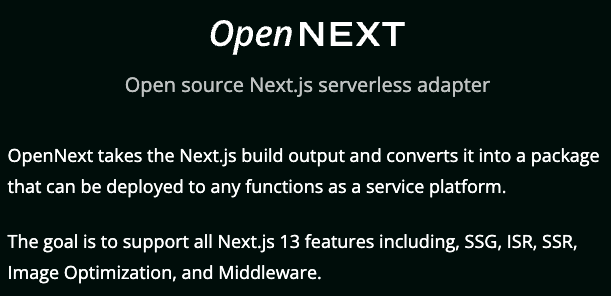 OpenNEXT
Open source Next.js serverless adapter
OpenNext takes the Next.js build output and converts it into a package
that can be deployed to any functions as a service platform.
The goal is to support all Next.js 13 features including, SSG, ISR, SSR,
Image Optimization, and Middleware.